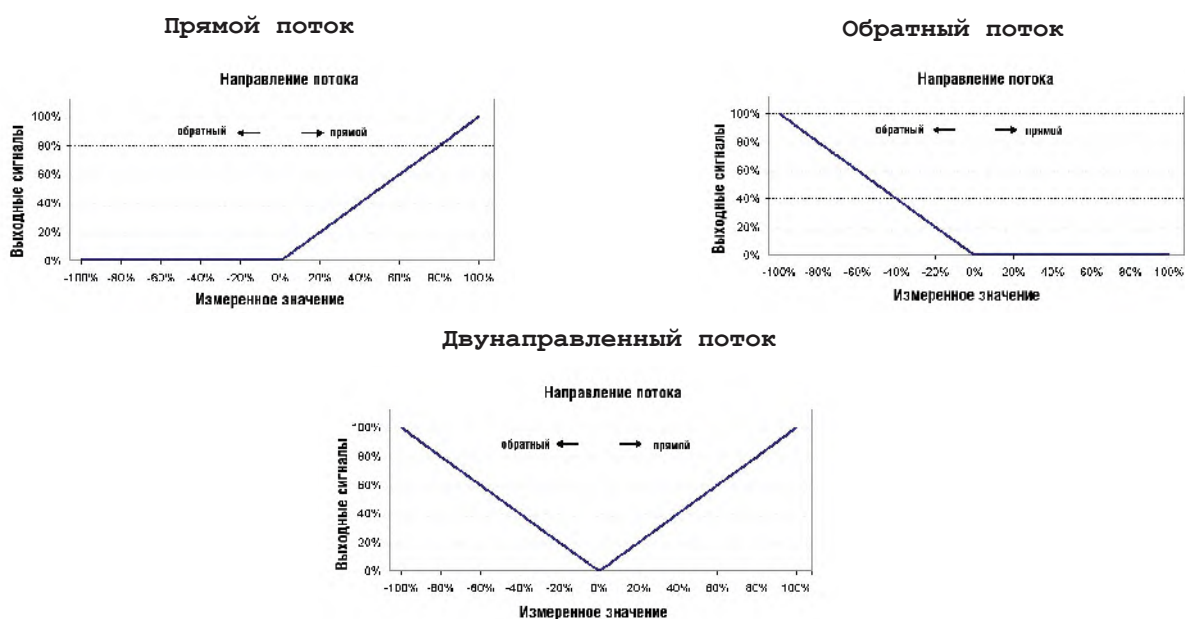 Прямой поток
Направление потока
Выходные сигналы
100%
80%
60%
40%
20%
0%
обратный
прямой
-100% -80% -60% -40% -20% 0% 20% 40% 60% 80% 100%
Измеренное значение
Обратный поток
Направление потока
Выходные сигналы
100%
80%
60%
40%
20%
0%
обратный
прямой
-100% -80% -60% -40% -20% 0% 20% 40% 60% 80% 100%
Измеренное значение
Двунаправленный поток
Направление потока
Выходные сигналы
100%
80%
60%
40%
20%
0%
обратный
прямой
-100% -80% -60% -40% -20% 0% 20% 40% 60% 80% 100%
Измеренное значение